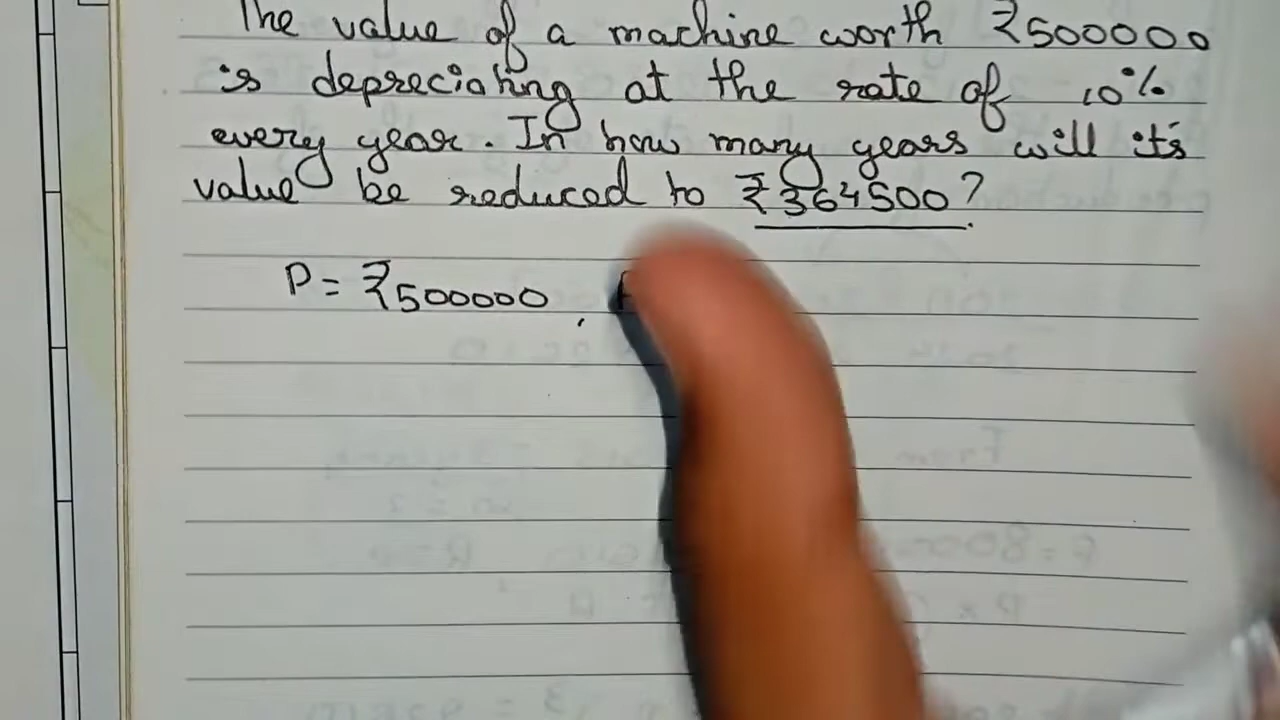 The value of a machine worth ₹500000
is depreciating at the rate of 10%
every year. In how many years will it's
value be reduced to ₹364500?
P = ₹500000,